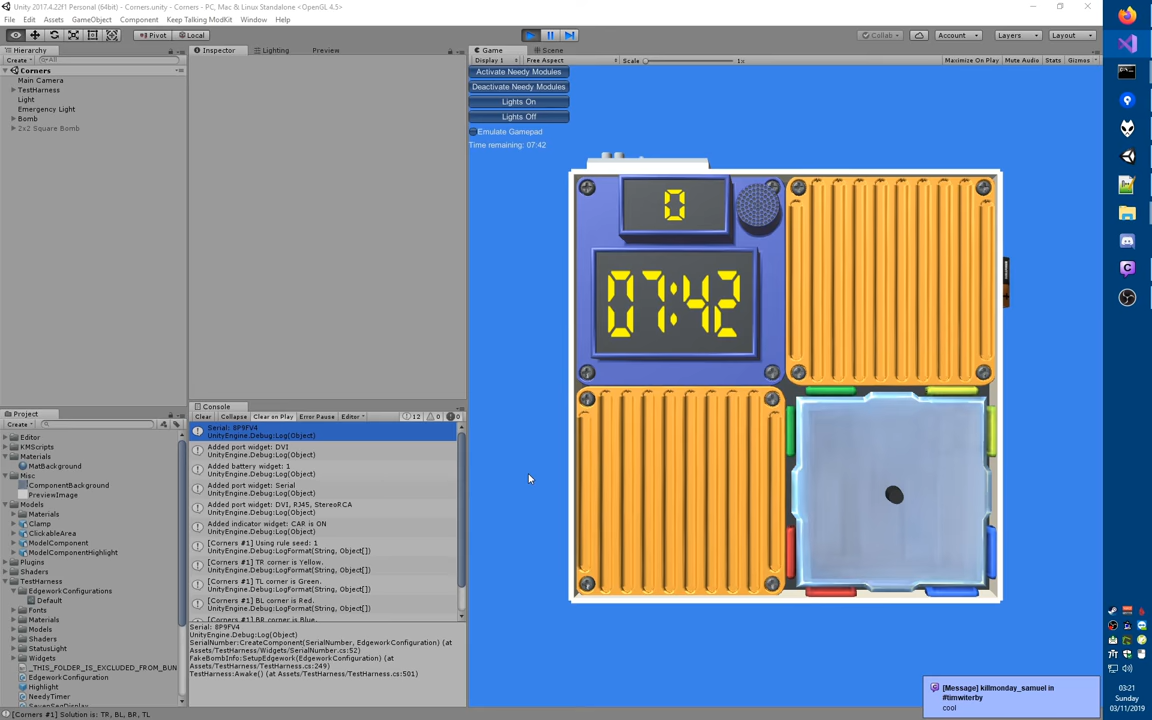 Unity 2017.4.22f1 Personal (64bit) - Corners.unity - Corners - PC, Mac & Linux Standalone <OpenGL 4.5>
File Edit Assets GameObject Component Keep Talking ModKit Window Help
Pivot Local Collab Account Layers Layout
Hierarchy
Create All
Corners
Main Camera
TestHarness
Light
Emergency Light
Bomb
2x2 Square Bomb
Inspector Lighting Preview
Game Scene
Display 1 Free Aspect Scale 1x Maximize On Play Mute Audio Stats Gizmos
Activate Needy Modules
Deactivate Needy Modules
Lights On
Lights Off
Emulate Gamepad
Time remaining: 07:42
0
07:42
Project
Create
Editor
KMScripts
Materials
MatBackground
Misc
ComponentBackground
PreviewImage
Models
Materials
Clamp
ClickableArea
ModelComponent
ModelComponentHighlight
Plugins
Shaders
TestHarness
EdgeworkConfigurations
Default
Fonts
Materials
Models
Shaders
StatusLight
Widgets
_THIS_FOLDER_IS_EXCLUDED_FROM_BUN
EdgeworkConfiguration
Highlight
NeedyTimer
Console
Clear Collapse Clear on Play Error Pause Editor 12 0 0
Serial: 8P9FV4
UnityEngine.Debug:Log(Object)
Added port widget: DVI
UnityEngine.Debug:Log(Object)
Added battery widget: 1
UnityEngine.Debug:Log(Object)
Added port widget: Serial
UnityEngine.Debug:Log(Object)
Added port widget: DVI, RJ45, StereoRCA
UnityEngine.Debug:Log(Object)
Added indicator widget: CAR is ON
UnityEngine.Debug:Log(Object)
[Corners #1] Using rule seed: 1
UnityEngine.Debug:LogFormat(String, Object[])
[Corners #1] TR corner is Yellow.
UnityEngine.Debug:LogFormat(String, Object[])
[Corners #1] TL corner is Green.
UnityEngine.Debug:LogFormat(String, Object[])
[Corners #1] BL corner is Red.
UnityEngine.Debug:LogFormat(String, Object[])
[Corners #1] BR corner is Blue.
Serial: 8P9FV4
UnityEngine.Debug:Log(Object)
SerialNumber:CreateComponent(SerialNumber, EdgeworkConfiguration) (at
Assets/TestHarness/Widgets/SerialNumber.cs:52)
FakeBombInfo:SetupEdgework(EdgeworkConfiguration) (at
Assets/TestHarness/TestHarness.cs:249)
TestHarness:Awake() (at Assets/TestHarness/TestHarness.cs:501)
[Corners #1] Solution is: TR, BL, BR, TL
[Message] killmonday_samuel in
#timwiterby
cool
03:21
Sunday
03/11/2019